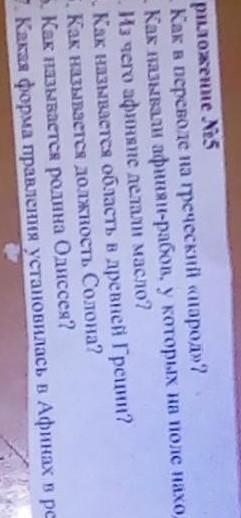 риложение №5
Как в переводе на греческий «народ»?
Как называли афинян-рабов, у которых на поле нахо
Из чего афиняне делали масло?
. Как называется область в древней Греции?
. Как называется должность Солона?
. Как называется родина Одиссея?
7. Какая форма правления установилась в Афинах в ре